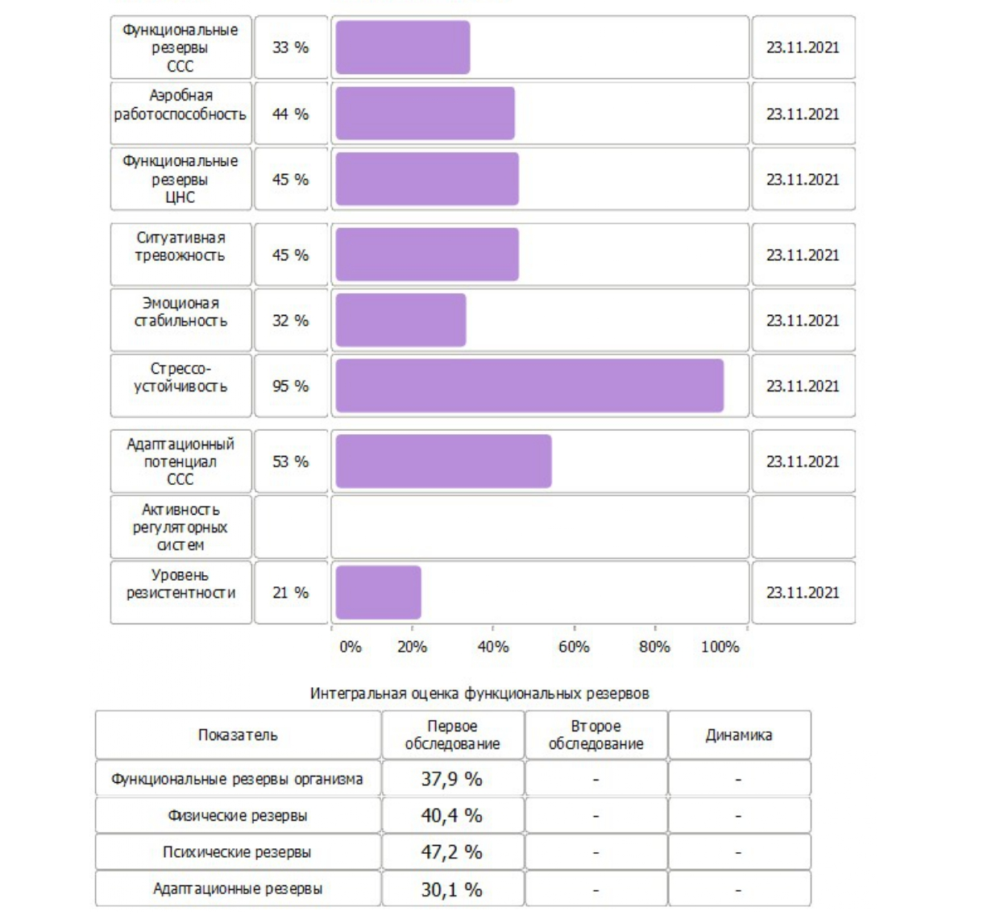 Функциональные
резервы
ССС
33 %
23.11.2021
Аэробная
работоспособность
44 %
23.11.2021
Функциональные
резервы
ЦНС
45 %
23.11.2021
Ситуативная
тревожность
45 %
23.11.2021
Эмоционая
стабильность
32 %
23.11.2021
Стрессо-
устойчивость
95 %
23.11.2021
Адаптационный
потенциал
ССС
53 %
23.11.2021
Активность
регуляторных
систем
Уровень
резистентности
21 %
23.11.2021
0% 20% 40% 60% 80% 100%
Интегральная оценка функциональных резервов
Показатель
Первое
обследование
Второе
обследование
Динамика
Функциональные резервы организма 37,9 % - -
Физические резервы 40,4 % - -
Психические резервы 47,2 % - -
Адаптационные резервы 30,1 % - -